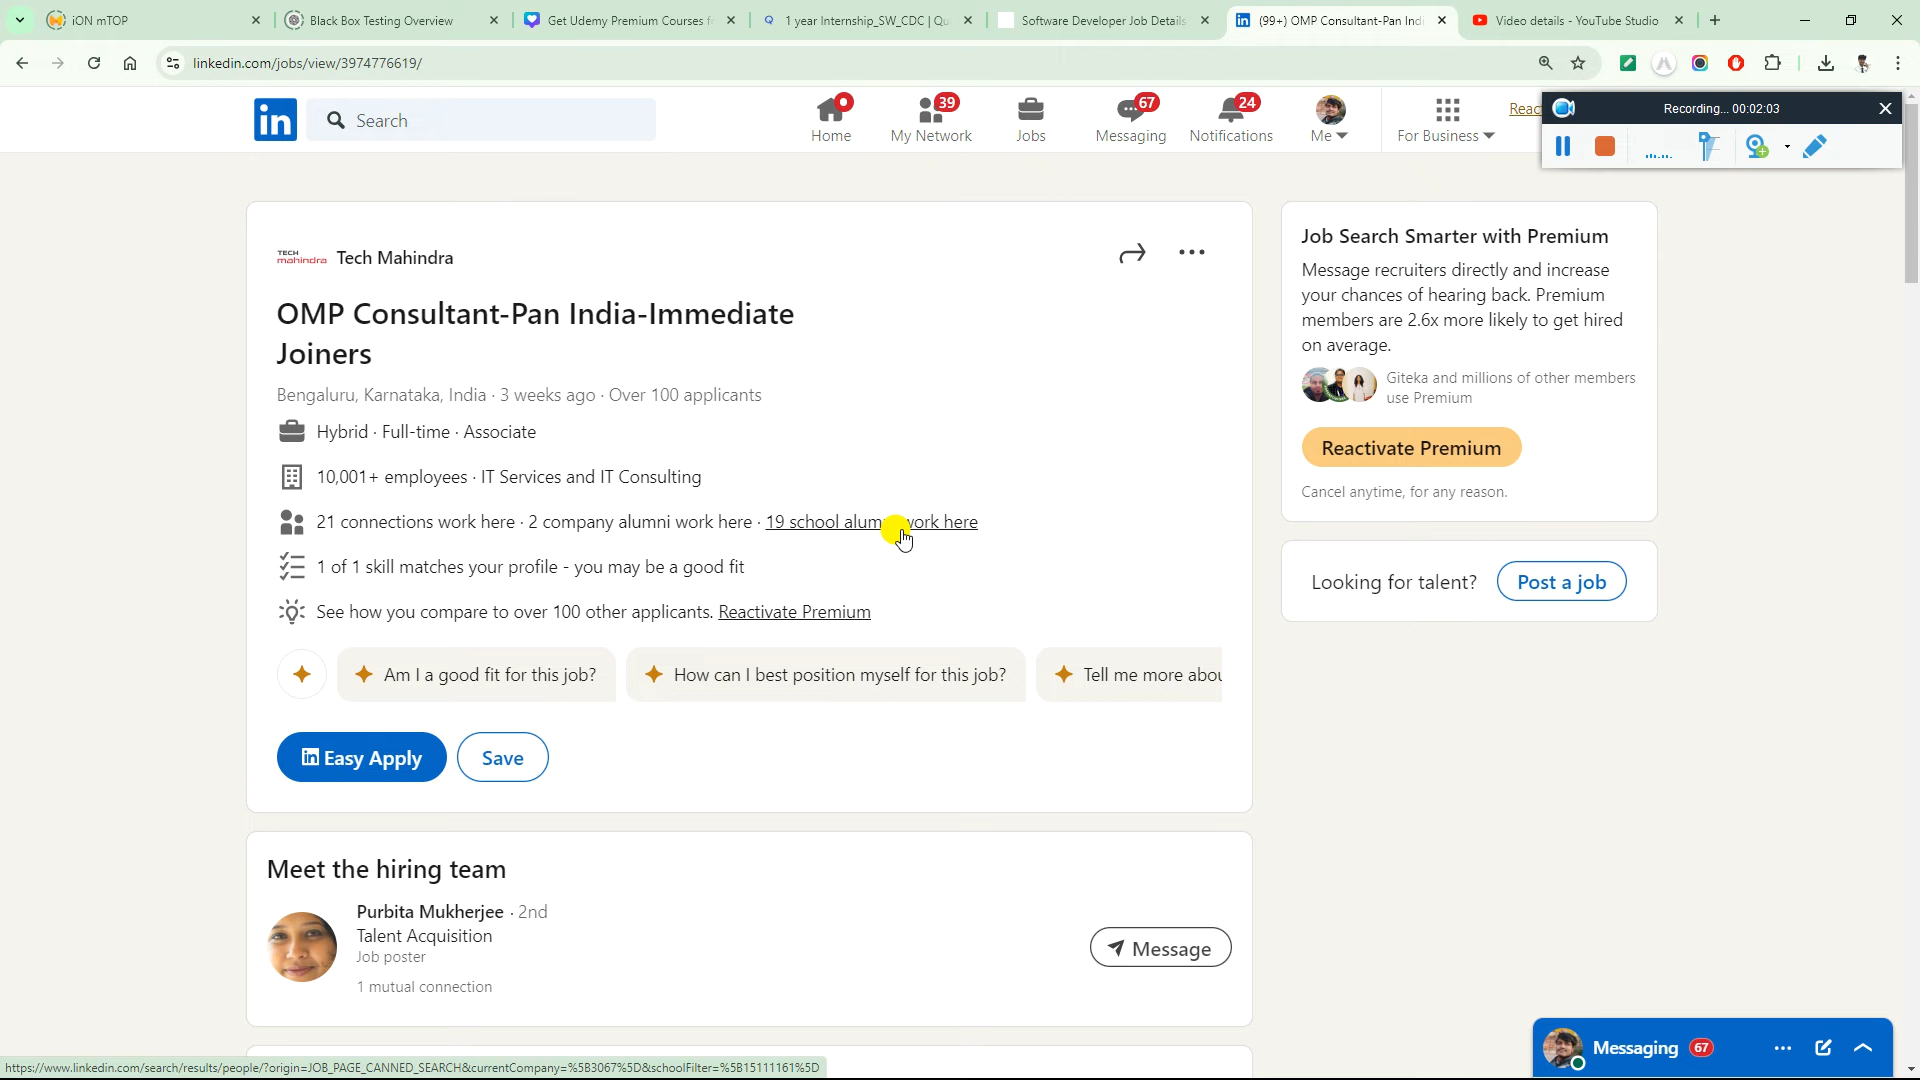 iON mTOP
Black Box Testing Overview
Get Udemy Premium Courses f
1 year Internship_SW_CDC | Qu
Software Developer Job Details
(99+) OMP Consultant-Pan Indi
Video details - YouTube Studio
linkedin.com/jobs/view/3974776619/
Recording... 00:02:03
in
Search
39
67
24
Home
My Network
Jobs
Messaging
Notifications
Me
For Business
Reac
TECH
mahindra
Tech Mahindra
OMP Consultant-Pan India-Immediate
Joiners
Bengaluru, Karnataka, India · 3 weeks ago · Over 100 applicants
Hybrid · Full-time · Associate
10,001+ employees · IT Services and IT Consulting
21 connections work here · 2 company alumni work here · 19 school alum work here
1 of 1 skill matches your profile - you may be a good fit
See how you compare to over 100 other applicants. Reactivate Premium
Am I a good fit for this job?
How can I best position myself for this job?
Tell me more abou
in Easy Apply
Save
Job Search Smarter with Premium
Message recruiters directly and increase
your chances of hearing back. Premium
members are 2.6x more likely to get hired
on average.
Giteka and millions of other members
use Premium
Reactivate Premium
Cancel anytime, for any reason.
Looking for talent?
Post a job
Meet the hiring team
Purbita Mukherjee · 2nd
Talent Acquisition
Job poster
1 mutual connection
Message
Messaging
67
https://www.linkedin.com/search/results/people/?origin=JOB_PAGE_CANNED_SEARCH&currentCompany=%5B3067%5D&schoolFilter=%5B15111161%5D